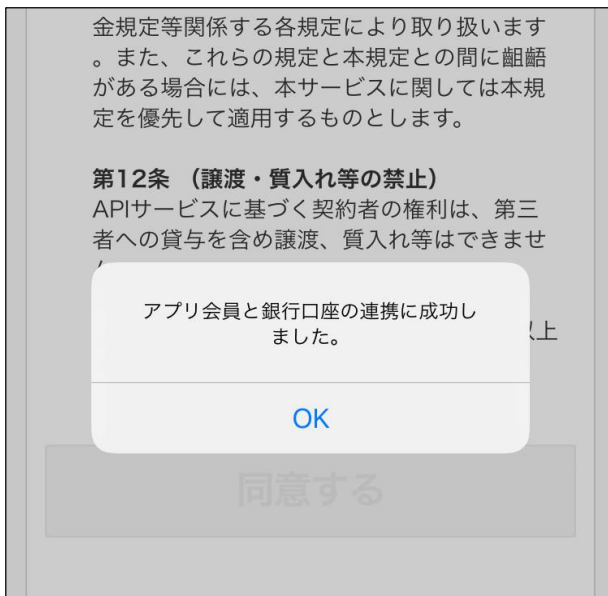 金規定等関係する各規定により取り扱います
。また、これらの規定と本規定との間に齟齬
がある場合には、本サービスに関しては本規
定を優先して適用するものとします。
第12条 （譲渡・質入れ等の禁止）
APIサービスに基づく契約者の権利は、第三
者への貸与を含め譲渡、質入れ等はできませ
アプリ会員と銀行口座の連携に成功し
ました。
以上
OK
同意する